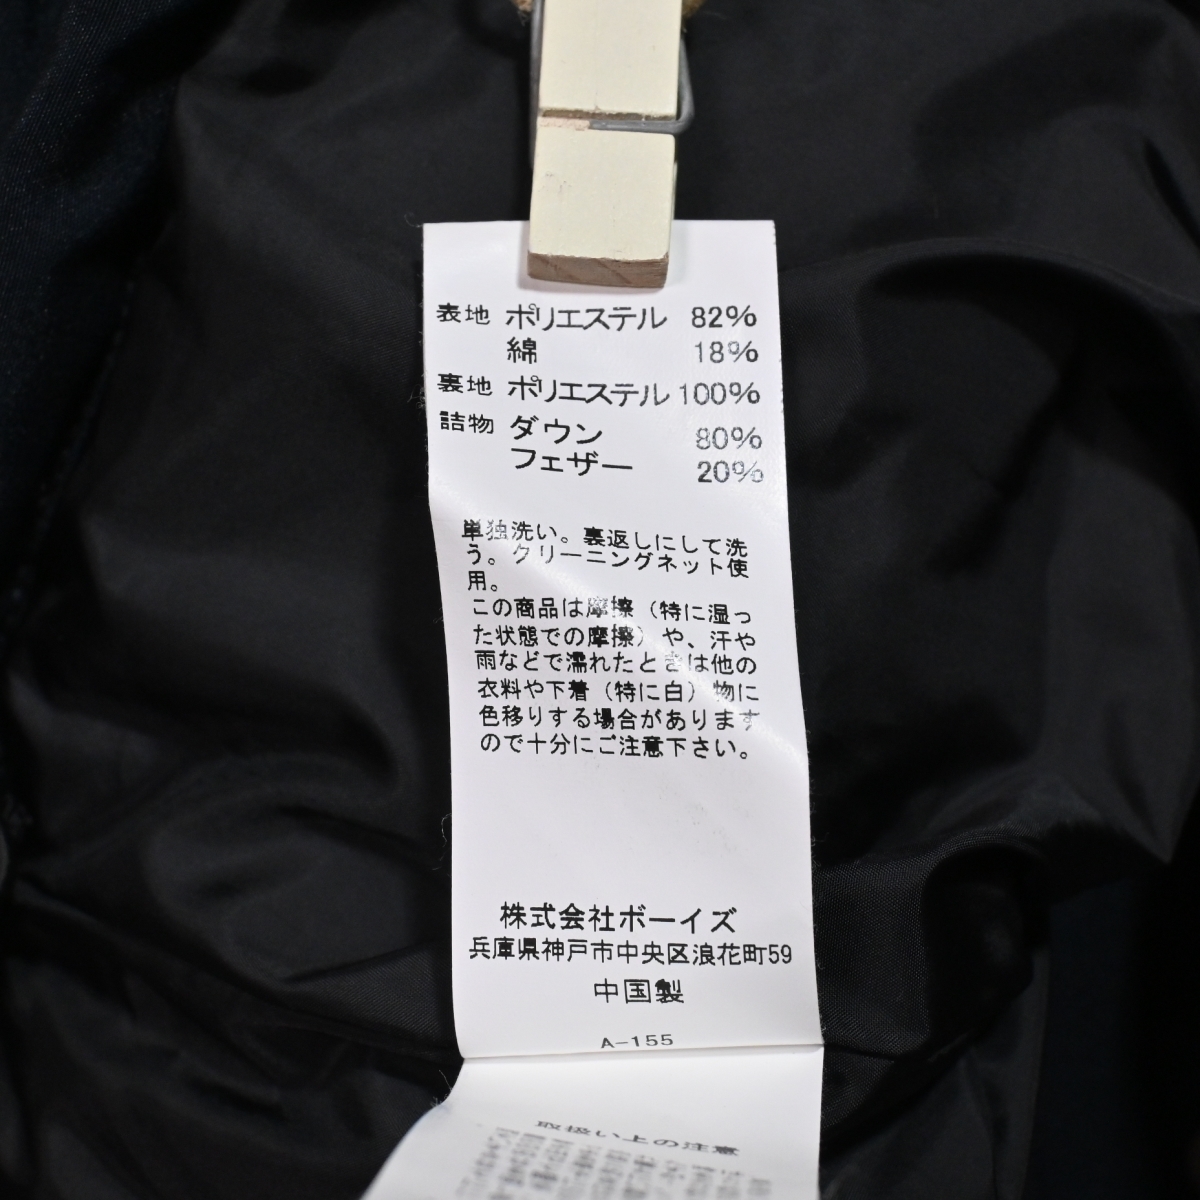 表地 ポリエステル 82%
綿 18%
裏地 ポリエステル 100%
詰物 ダウン 80%
フェザー 20%
単独洗い。裏返しにして洗
う。クリーニングネット使
用。
この商品は摩擦（特に湿っ
た状態での摩擦）や、汗や
雨などで濡れたときは他の
衣料や下着（特に白）物に
色移りする場合があります
ので十分にご注意下さい。
株式会社ボーイズ
兵庫県神戸市中央区浪花町59
中国製
A-155
取扱い上の注意